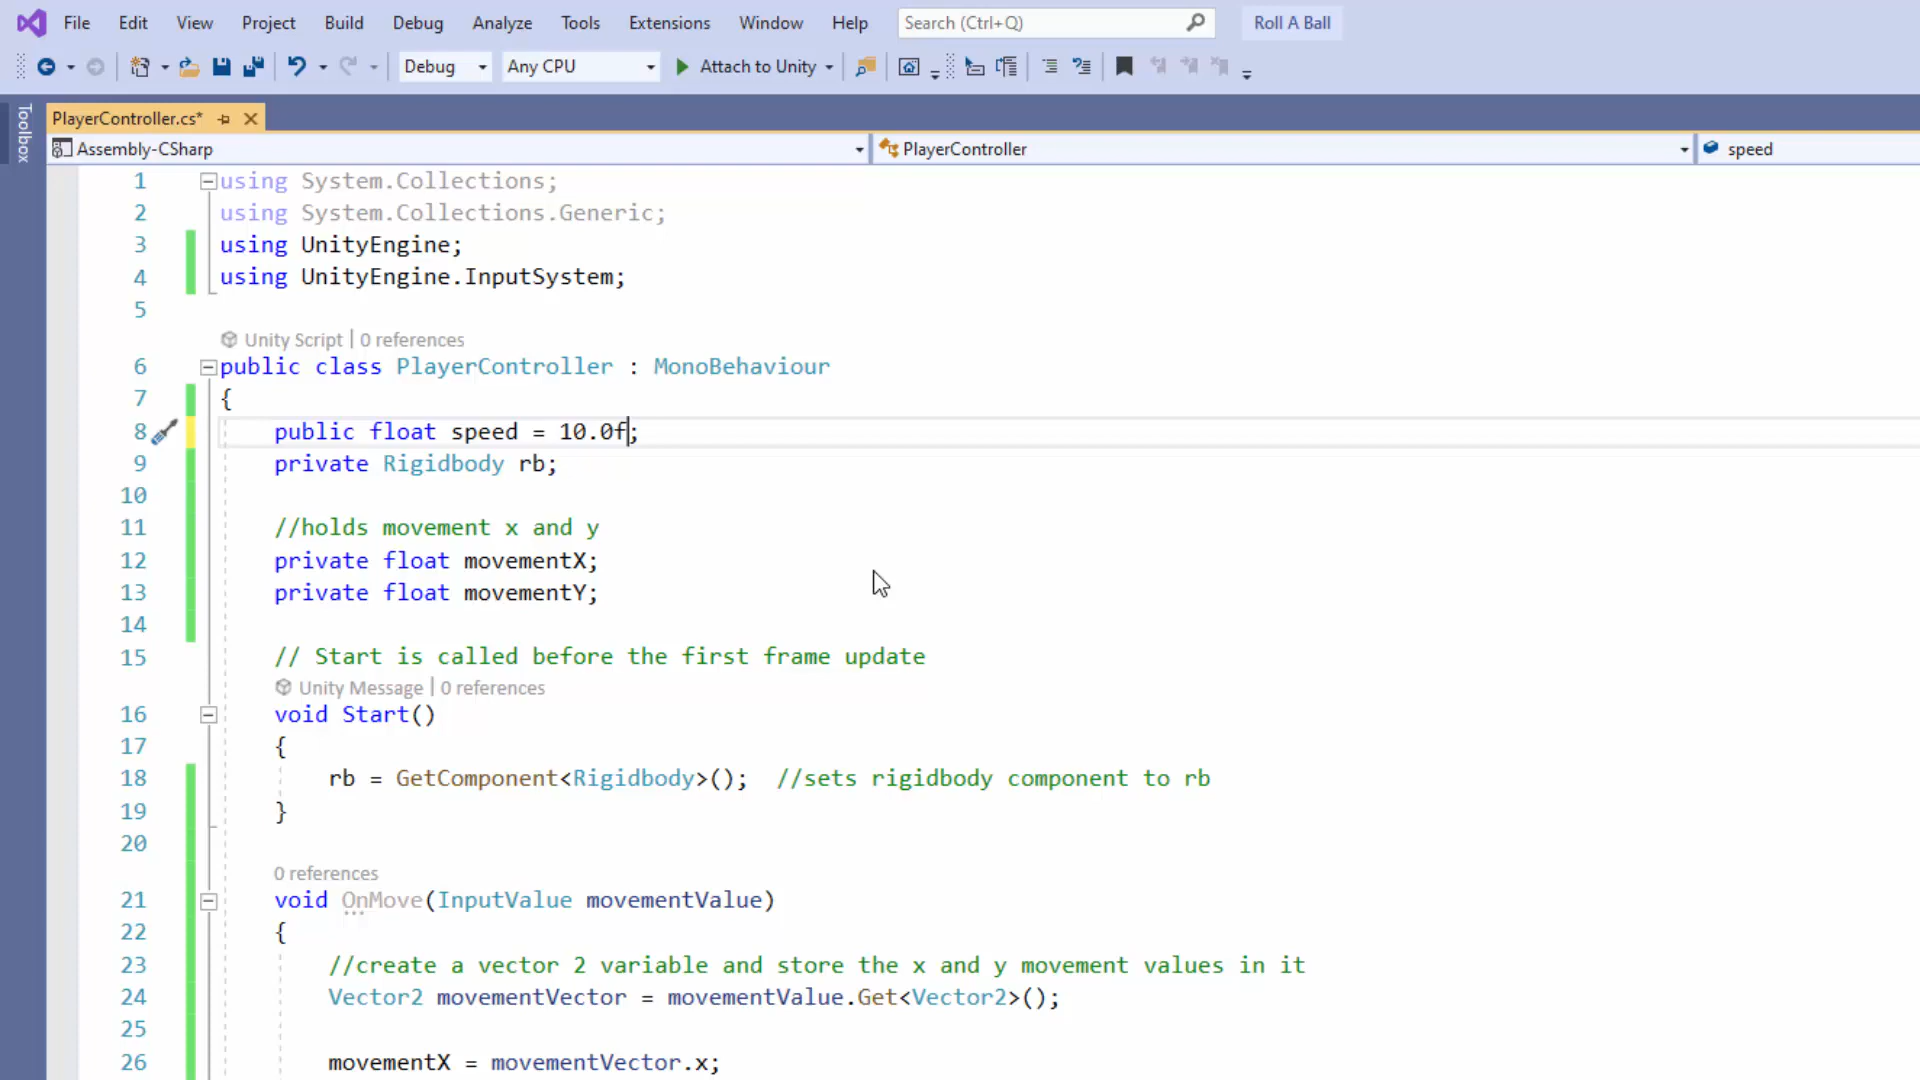 File Edit View Project Build Debug Analyze Tools Extensions Window Help Search (Ctrl+Q) Roll A Ball
Debug Any CPU Attach to Unity
Toolbox
PlayerController.cs*
Assembly-CSharp PlayerController speed
1 using System.Collections;
2 using System.Collections.Generic;
3 using UnityEngine;
4 using UnityEngine.InputSystem;
5
Unity Script | 0 references
6 public class PlayerController : MonoBehaviour
7 {
8 public float speed = 10.0f;
9 private Rigidbody rb;
10
11 //holds movement x and y
12 private float movementX;
13 private float movementY;
14
15 // Start is called before the first frame update
Unity Message | 0 references
16 void Start()
17 {
18 rb = GetComponent<Rigidbody>(); //sets rigidbody component to rb
19 }
20
0 references
21 void OnMove(InputValue movementValue)
22 {
23 //create a vector 2 variable and store the x and y movement values in it
24 Vector2 movementVector = movementValue.Get<Vector2>();
25
26 movementX = movementVector.x;